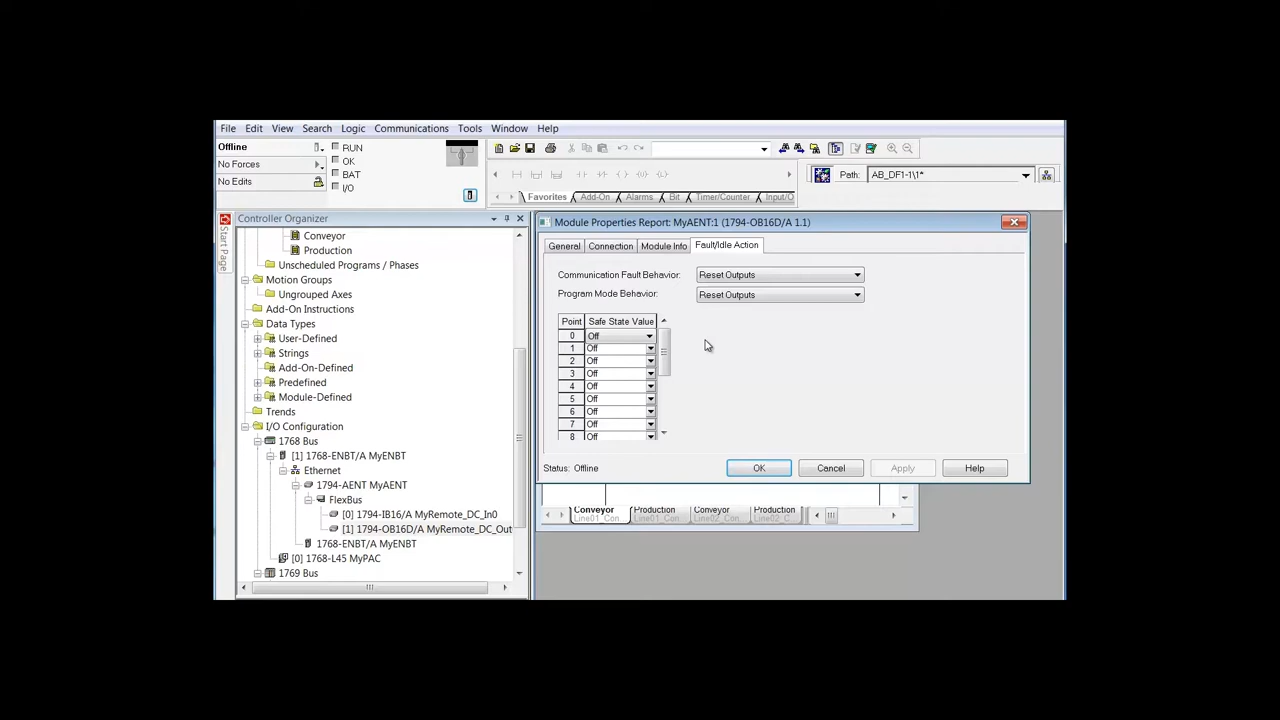 File Edit View Search Logic Communications Tools Window Help
Offline
RUN
No Forces
OK
No Edits
BAT
I/O
Path: AB_DF1-1\1*
Favorites Add-On Alarms Bit Timer/Counter Input/O
Start Page
Controller Organizer
Conveyor
Production
Unscheduled Programs / Phases
Motion Groups
Ungrouped Axes
Add-On Instructions
Data Types
User-Defined
Strings
Add-On-Defined
Predefined
Module-Defined
Trends
I/O Configuration
1768 Bus
[1] 1768-ENBT/A MyENBT
Ethernet
1794-AENT MyAENT
FlexBus
[0] 1794-IB16/A MyRemote_DC_In0
[1] 1794-OB16D/A MyRemote_DC_Out
1768-ENBT/A MyENBT
[0] 1768-L45 MyPAC
1769 Bus
Module Properties Report: MyAENT:1 (1794-OB16D/A 1.1)
General Connection Module Info Fault/Idle Action
Communication Fault Behavior: Reset Outputs
Program Mode Behavior: Reset Outputs
Point Safe State Value
0 Off
1 Off
2 Off
3 Off
4 Off
5 Off
6 Off
7 Off
8 Off
Status: Offline
OK Cancel Apply Help
Conveyor Production Conveyor Production
Line01_Con Line01_Con Line02_Con Line02_C